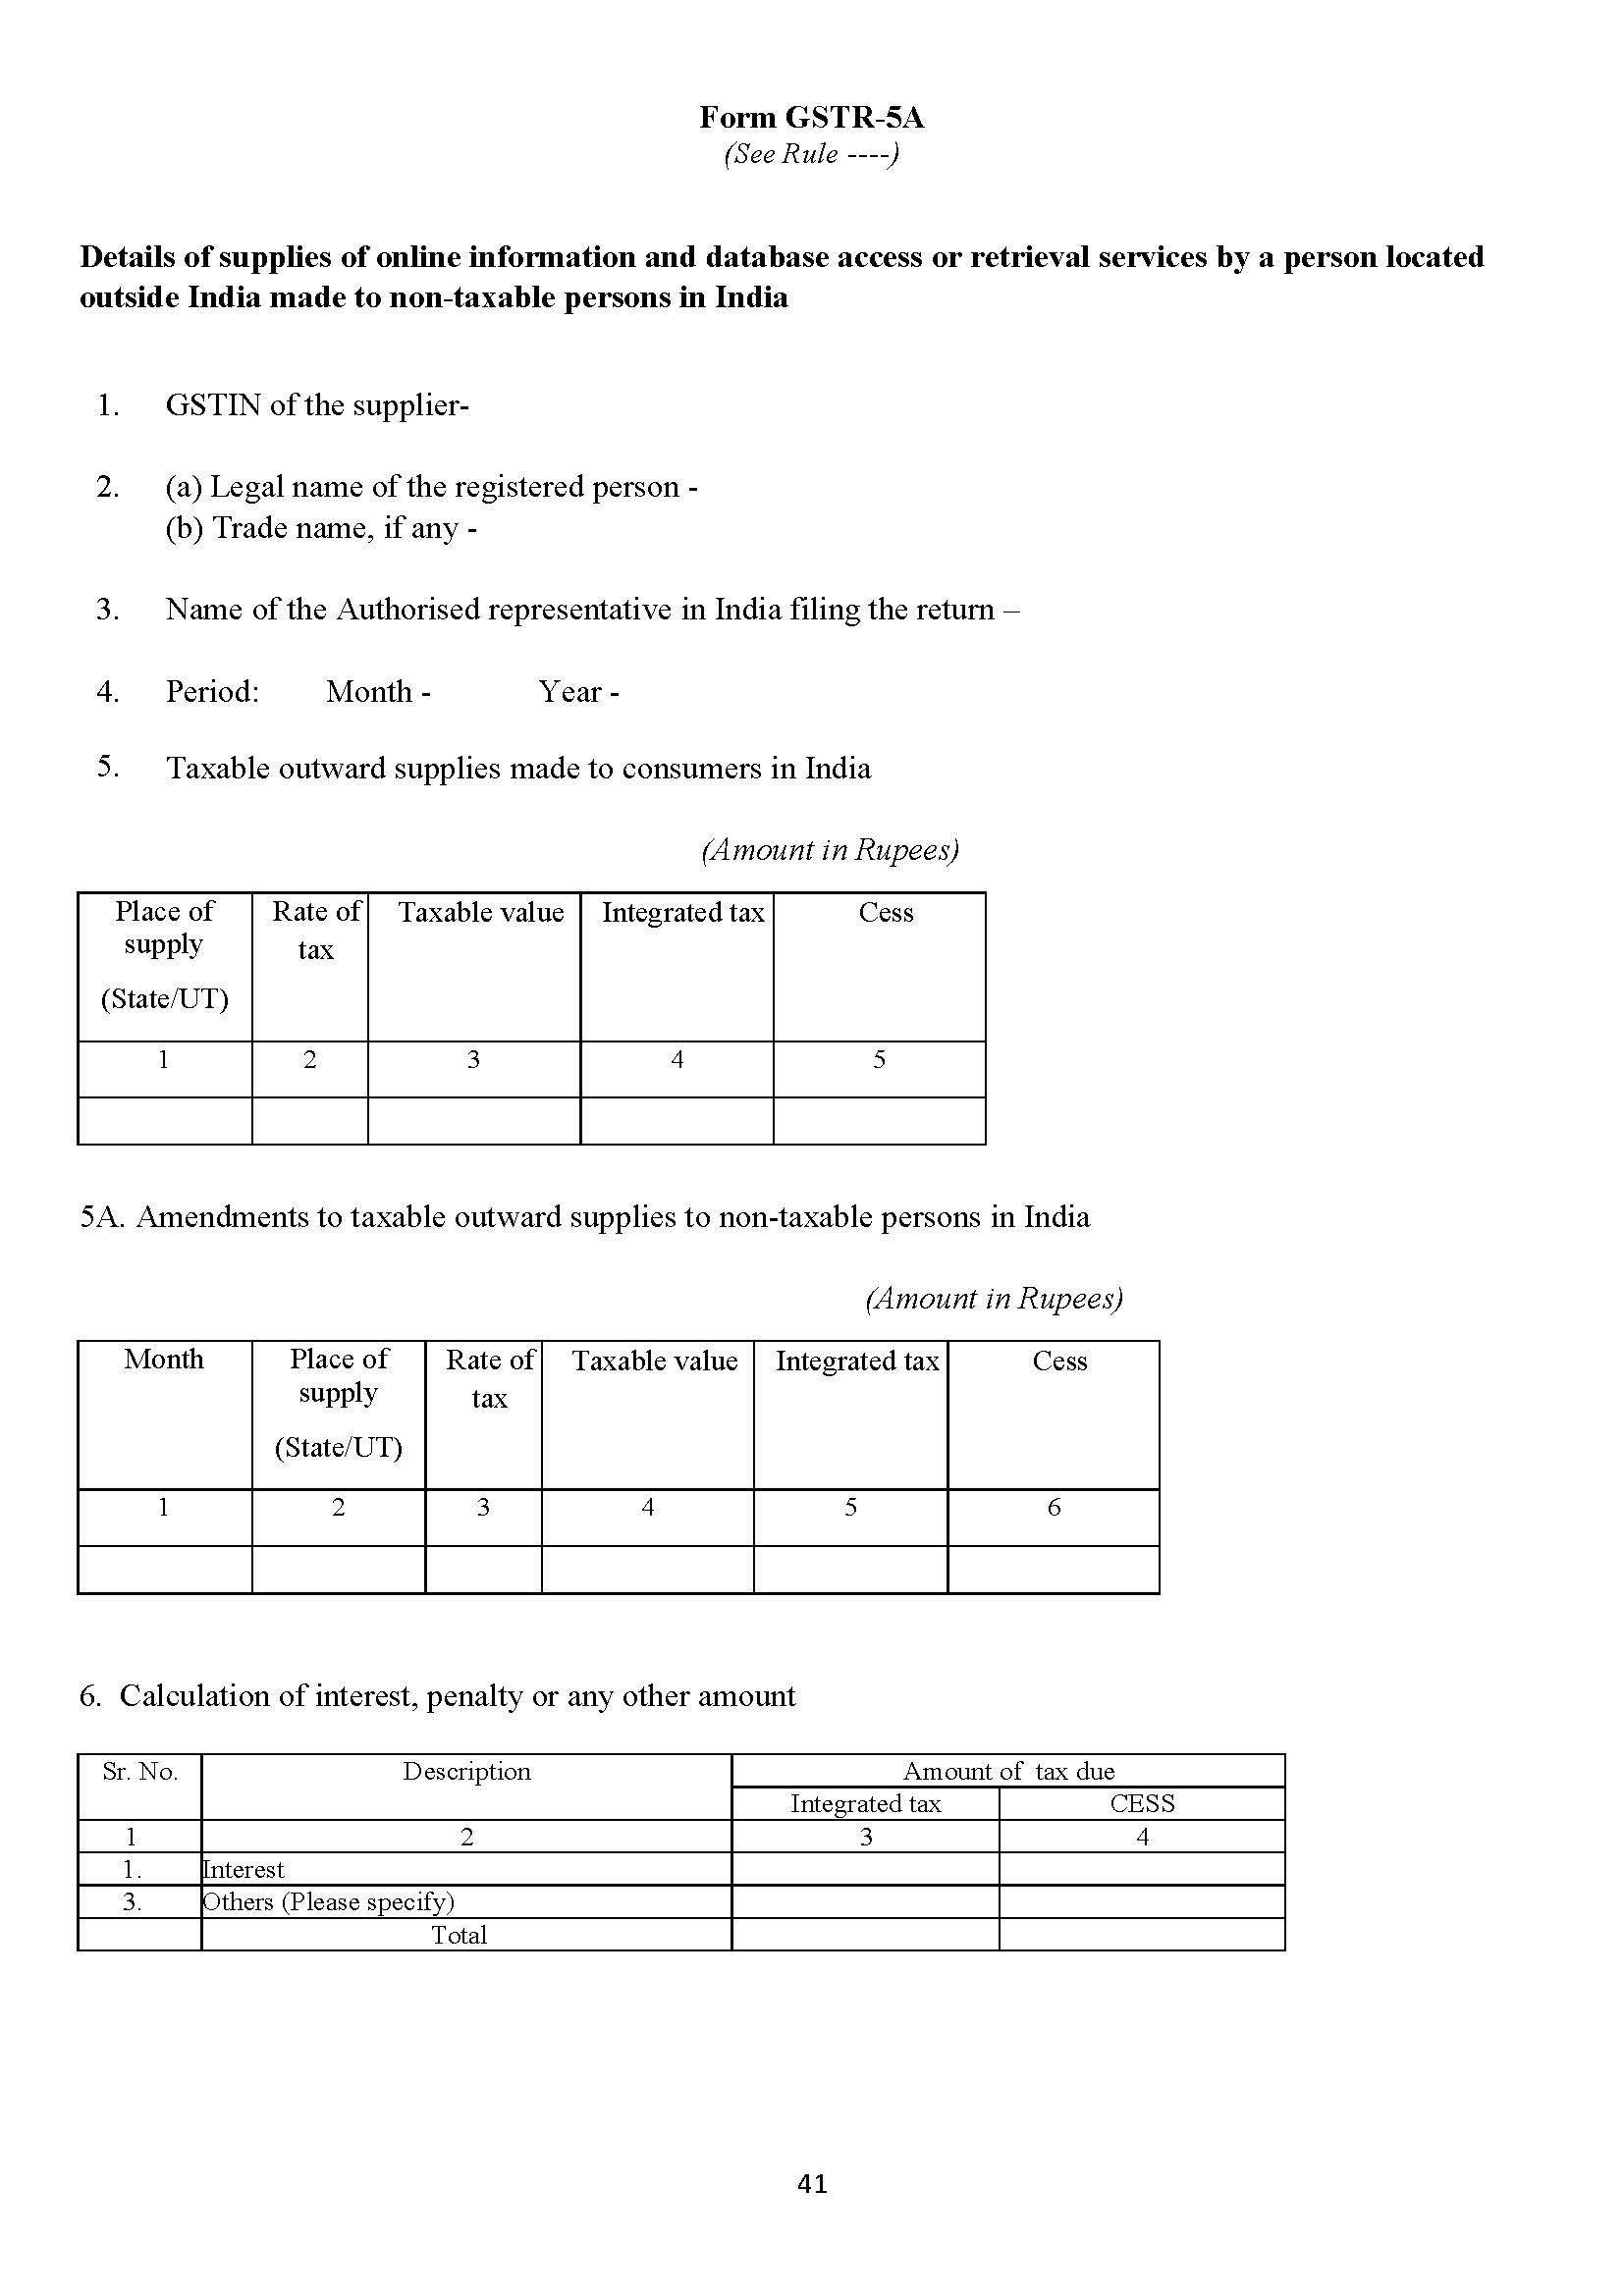 Form GSTR-5A
(See Rule ----)
Details of supplies of online information and database access or retrieval services by a person located
outside India made to non-taxable persons in India
1. GSTIN of the supplier-
2. (a) Legal name of the registered person -
(b) Trade name, if any -
3. Name of the Authorised representative in India filing the return –
4. Period: Month - Year -
5. Taxable outward supplies made to consumers in India
(Amount in Rupees)
Place of supply (State/UT) Rate of tax Taxable value Integrated tax Cess
1 2 3 4 5
5A. Amendments to taxable outward supplies to non-taxable persons in India
(Amount in Rupees)
Month Place of supply (State/UT) Rate of tax Taxable value Integrated tax Cess
1 2 3 4 5 6
6. Calculation of interest, penalty or any other amount
Sr. No. Description Amount of tax due
Integrated tax CESS
1 2 3 4
1. Interest
3. Others (Please specify)
Total
41